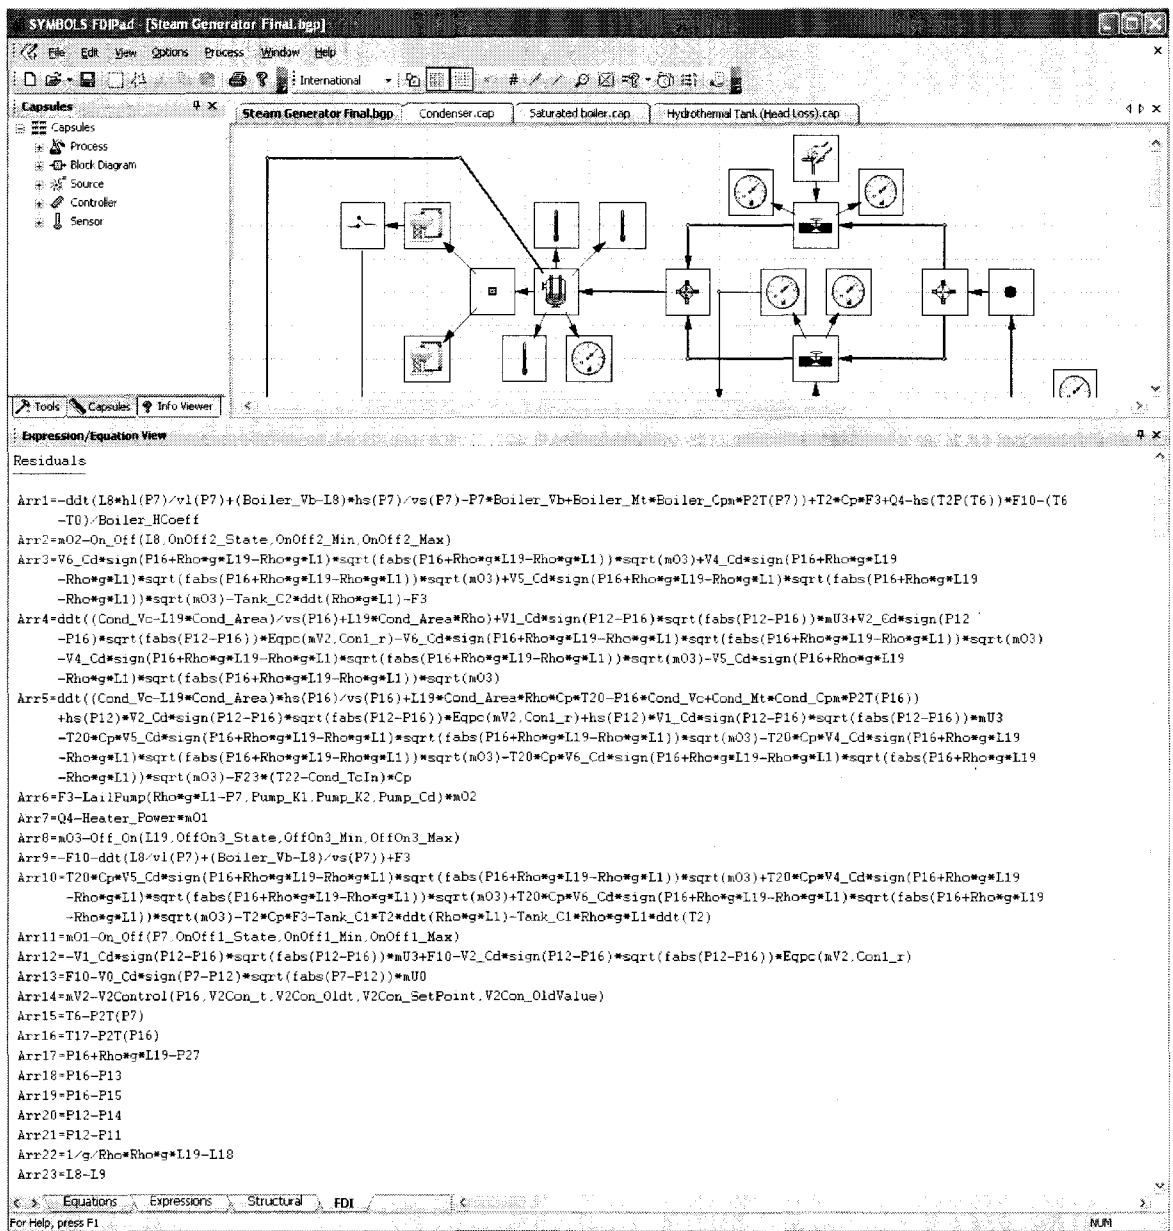 SYMBOLS FDIPad - [Steam Generator Final.bgp]
File Edit View Options Process Window Help
International
Capsules
Steam Generator Final.bgp Condenser.cap Saturated boiler.cap Hydrothermal Tank (Head Loss).cap
Capsules
Process
Block Diagram
Source
Controller
Sensor
Tools Capsules Info Viewer
Expression/Equation View
Residuals
Arr1=-ddt(L8*hl(P7)/vl(P7)+(Boiler_Vb-L8)*hs(P7)/vs(P7)-P7*Boiler_Vb+Boiler_Mt*Boiler_Cpm*P2T(P7))+T2*Cp*F3+Q4-hs(T2P(T6))*F10-(T6
-T0)/Boiler_HCoeff
Arr2=mO2-On_Off(L8,OnOff2_State,OnOff2_Min,OnOff2_Max)
Arr3=V6_Cd*sign(P16+Rho*g*L19-Rho*g*L1)*sqrt(fabs(P16+Rho*g*L19-Rho*g*L1))*sqrt(mO3)+V4_Cd*sign(P16+Rho*g*L19
-Rho*g*L1)*sqrt(fabs(P16+Rho*g*L19-Rho*g*L1))*sqrt(mO3)+V5_Cd*sign(P16+Rho*g*L19-Rho*g*L1)*sqrt(fabs(P16+Rho*g*L19
-Rho*g*L1))*sqrt(mO3)-Tank_C2*ddt(Rho*g*L1)-F3
Arr4=ddt((Cond_Vc-L19*Cond_Area)/vs(P16)+L19*Cond_Area*Rho)+V1_Cd*sign(P12-P16)*sqrt(fabs(P12-P16))*mU3+V2_Cd*sign(P12
-P16)*sqrt(fabs(P12-P16))*Eqpc(mV2,Con1_r)-V6_Cd*sign(P16+Rho*g*L19-Rho*g*L1)*sqrt(fabs(P16+Rho*g*L19-Rho*g*L1))*sqrt(mO3)
-V4_Cd*sign(P16+Rho*g*L19-Rho*g*L1)*sqrt(fabs(P16+Rho*g*L19-Rho*g*L1))*sqrt(mO3)-V5_Cd*sign(P16+Rho*g*L19
-Rho*g*L1)*sqrt(fabs(P16+Rho*g*L19-Rho*g*L1))*sqrt(mO3)
Arr5=ddt((Cond_Vc-L19*Cond_Area)*hs(P16)/vs(P16)+L19*Cond_Area*Rho*Cp*T20-P16*Cond_Vc+Cond_Mt*Cond_Cpm*P2T(P16))
+hs(P12)*V2_Cd*sign(P12-P16)*sqrt(fabs(P12-P16))*Eqpc(mV2,Con1_r)+hs(P12)*V1_Cd*sign(P12-P16)*sqrt(fabs(P12-P16))*mU3
-T20*Cp*V5_Cd*sign(P16+Rho*g*L19-Rho*g*L1)*sqrt(fabs(P16+Rho*g*L19-Rho*g*L1))*sqrt(mO3)-T20*Cp*V4_Cd*sign(P16+Rho*g*L19
-Rho*g*L1)*sqrt(fabs(P16+Rho*g*L19-Rho*g*L1))*sqrt(mO3)-T20*Cp*V6_Cd*sign(P16+Rho*g*L19-Rho*g*L1)*sqrt(fabs(P16+Rho*g*L19
-Rho*g*L1))*sqrt(mO3)-F23*(T22-Cond_TcIn)*Cp
Arr6=F3-LailPump(Rho*g*L1-P7,Pump_K1,Pump_K2,Pump_Cd)*mO2
Arr7=Q4-Heater_Power*mO1
Arr8=mO3-Off_On(L19,OffOn3_State,OffOn3_Min,OffOn3_Max)
Arr9=-F10-ddt(L8/vl(P7)+(Boiler_Vb-L8)/vs(P7))+F3
Arr10=T20*Cp*V5_Cd*sign(P16+Rho*g*L19-Rho*g*L1)*sqrt(fabs(P16+Rho*g*L19-Rho*g*L1))*sqrt(mO3)+T20*Cp*V4_Cd*sign(P16+Rho*g*L19
-Rho*g*L1)*sqrt(fabs(P16+Rho*g*L19-Rho*g*L1))*sqrt(mO3)+T20*Cp*V6_Cd*sign(P16+Rho*g*L19-Rho*g*L1)*sqrt(fabs(P16+Rho*g*L19
-Rho*g*L1))*sqrt(mO3)-T2*Cp*F3-Tank_C1*T2*ddt(Rho*g*L1)-Tank_C1*Rho*g*L1*ddt(T2)
Arr11=mO1-On_Off(P7,OnOff1_State,OnOff1_Min,OnOff1_Max)
Arr12=-V1_Cd*sign(P12-P16)*sqrt(fabs(P12-P16))*mU3+F10-V2_Cd*sign(P12-P16)*sqrt(fabs(P12-P16))*Eqpc(mV2,Con1_r)
Arr13=F10-V0_Cd*sign(P7-P12)*sqrt(fabs(P7-P12))*mU0
Arr14=mV2-V2Control(P16,V2Con_t,V2Con_Oldt,V2Con_SetPoint,V2Con_OldValue)
Arr15=T6-P2T(P7)
Arr16=T17-P2T(P16)
Arr17=P16+Rho*g*L19-P27
Arr18=P16-P13
Arr19=P16-P15
Arr20=P12-P14
Arr21=P12-P11
Arr22=1/g/Rho*Rho*g*L19-L18
Arr23=L8-L9
Equations Expressions Structural FDI
For Help, press F1 NUM